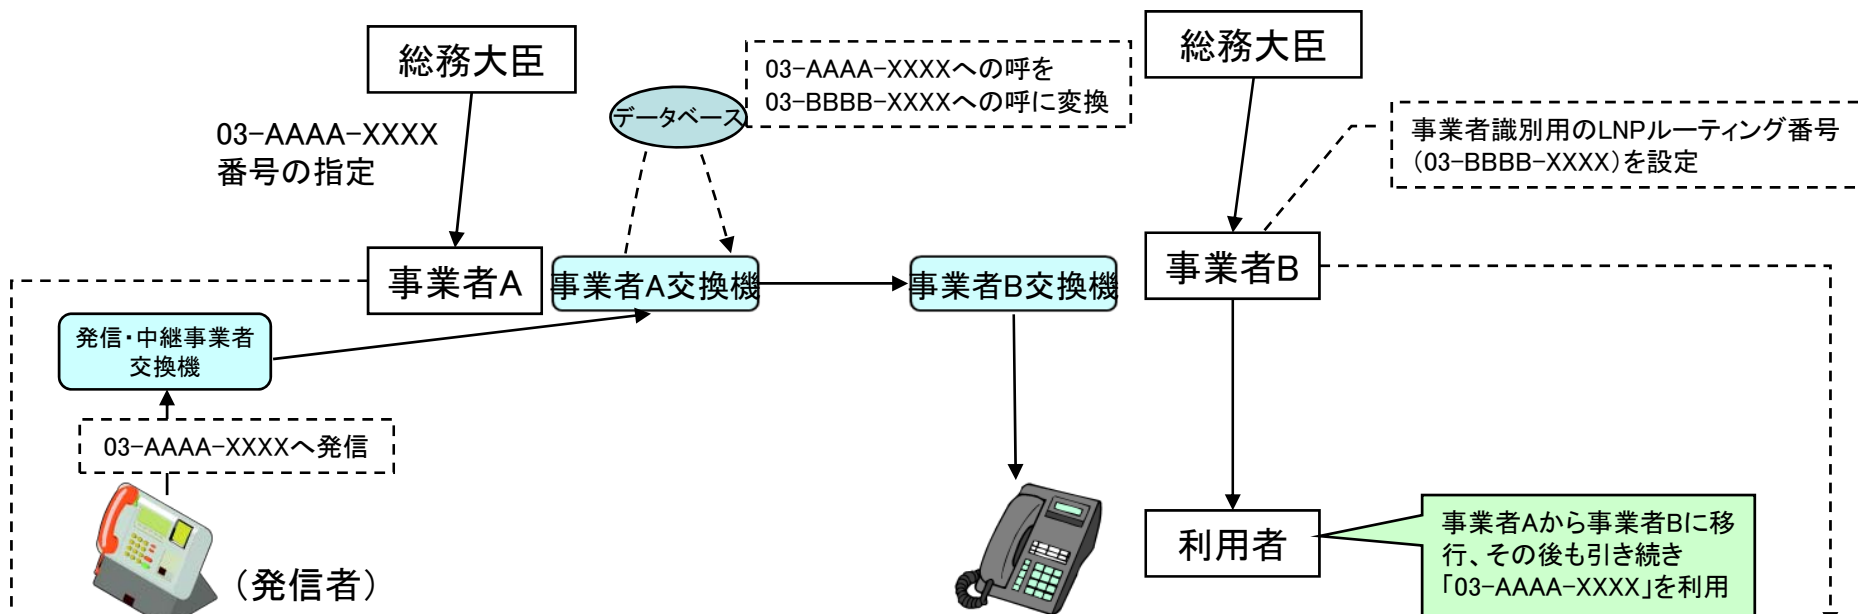 総務大臣
03-AAAA-XXXX
番号の指定
事業者A
データベース
03-AAAA-XXXXへの呼を
03-BBBB-XXXXへの呼に変換
事業者A交換機
事業者B交換機
発信・中継事業者
交換機
03-AAAA-XXXXへ発信
(発信者)
総務大臣
事業者識別用のLNPルーティング番号
(03-BBBB-XXXX)を設定
事業者B
利用者
事業者Aから事業者Bに移
行、その後も引き続き
「03-AAAA-XXXX」を利用